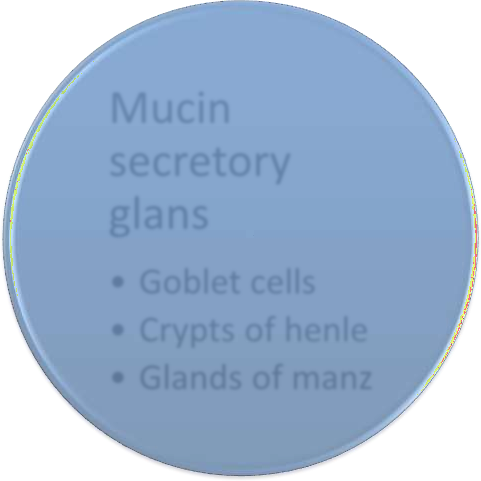 Mucin
secretory
glans
• Goblet cells
• Crypts of henle
• Glands of manz